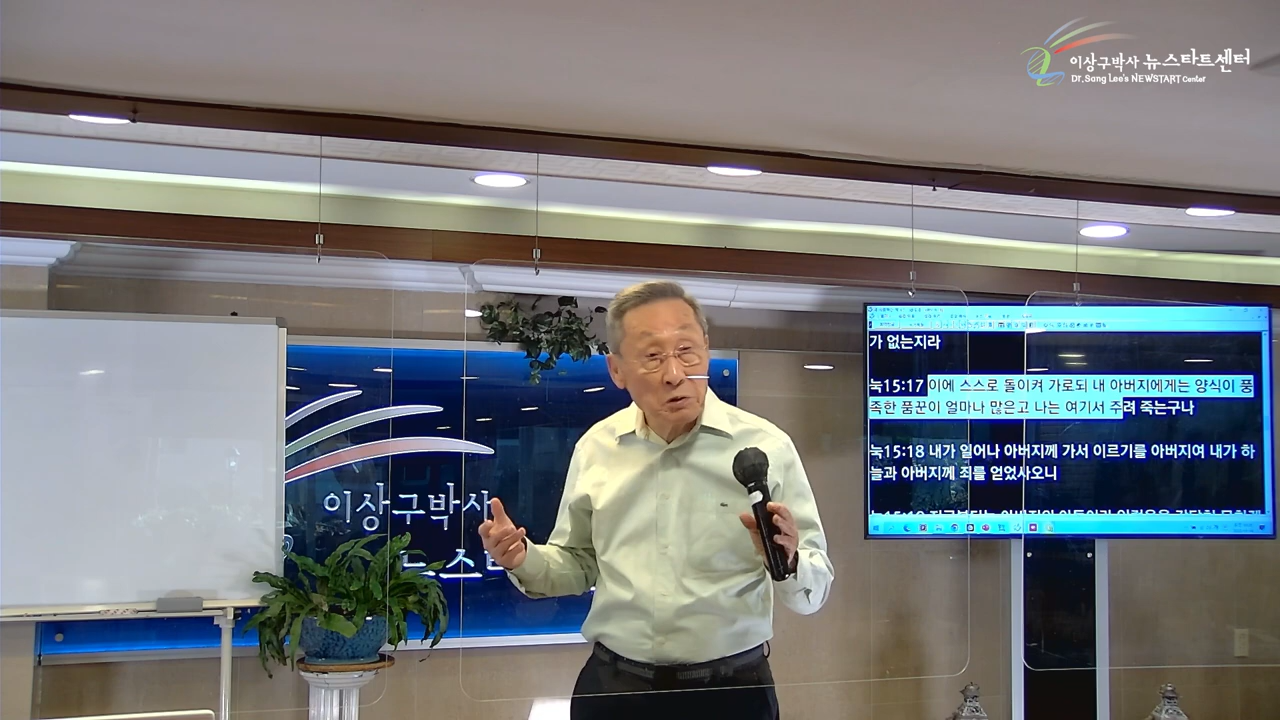 이상구박사 뉴스타트센터
Dr. Sang Lee's NEWSTART Center
이상구박사
가 없는지라
눅15:17 이에 스스로 돌이켜 가로되 내 아버지에게는 양식이 풍
족한 품꾼이 얼마나 많은고 나는 여기서 주려 죽는구나
눅15:18 내가 일어나 아버지께 가서 이르기를 아버지여 내가 하
늘과 아버지께 죄를 얻었사오니